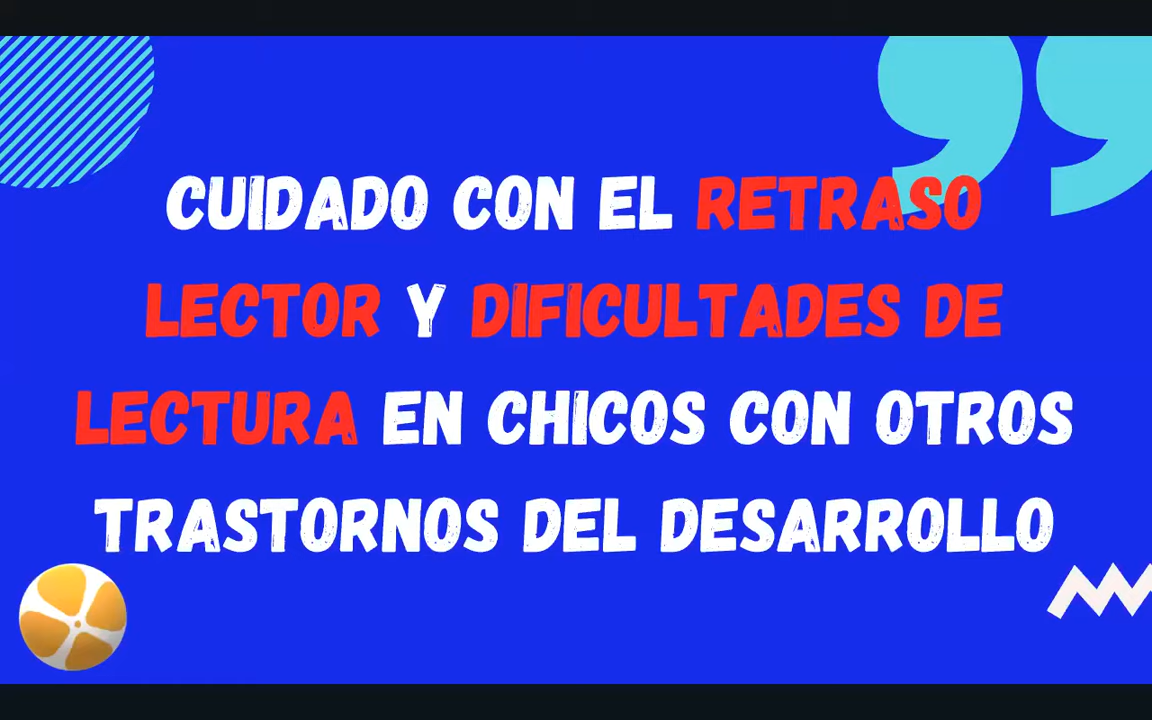 CUIDADO CON EL RETRASO
LECTOR Y DIFICULTADES DE
LECTURA EN CHICOS CON OTROS
TRASTORNOS DEL DESARROLLO